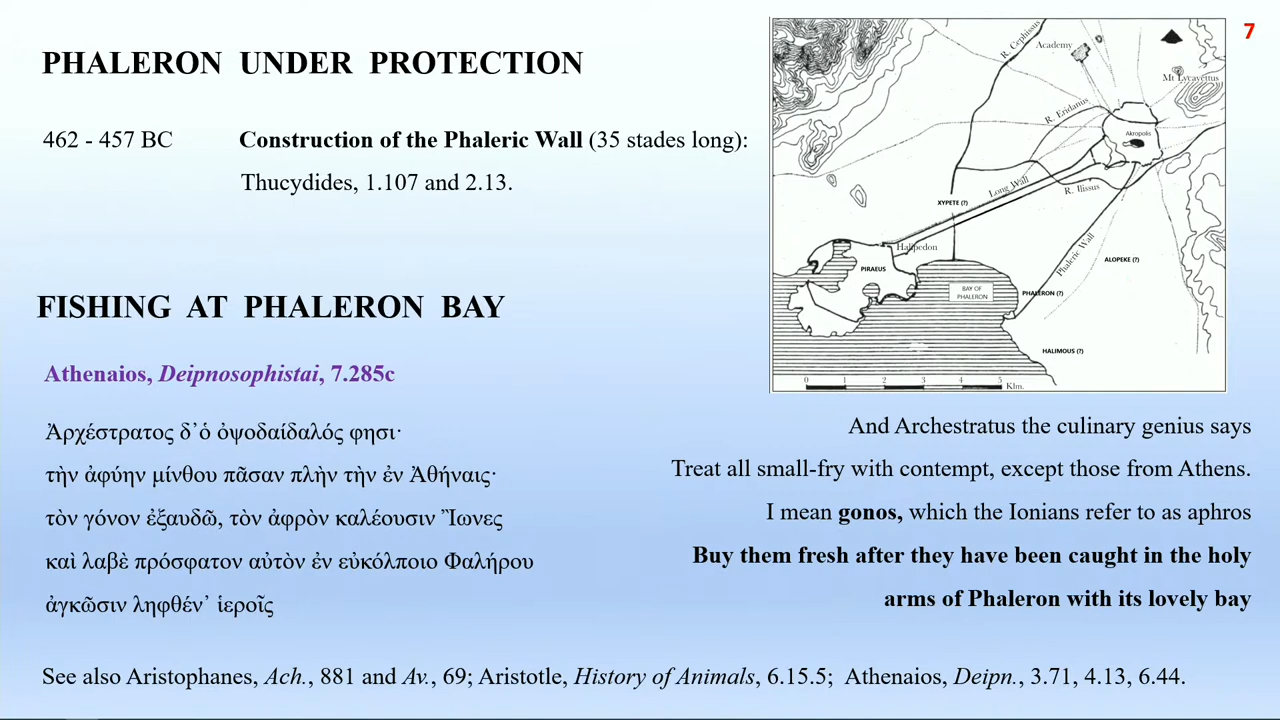 7
PHALERON UNDER PROTECTION
462 - 457 BC Construction of the Phaleric Wall (35 stades long):
Thucydides, 1.107 and 2.13.
R. Cephissus
Academy
Mt Lycavettus
R. Eridanus
Akropolis
Long Wall
R. Ilissus
XYPETE (?)
Halipedon
Phaleric Wall
ALOPEKE (?)
PIRAEUS
BAY OF
PHALERON
PHALERON (?)
HALIMOUS (?)
0 1 2 3 4 5 Klm.
FISHING AT PHALERON BAY
Athenaios, Deipnosophistai, 7.285c
Ἀρχέστρατος δ᾽ὁ ὀψοδαίδαλός φησι·
τὴν ἀφύην μίνθου πᾶσαν πλὴν τὴν ἐν Ἀθήναις·
τὸν γόνον ἐξαυδῶ, τὸν ἀφρὸν καλέουσιν Ἴωνες
καὶ λαβὲ πρόσφατον αὐτὸν ἐν εὐκόλποιο Φαλήρου
ἀγκῶσιν ληφθέν᾽ ἱεροῖς
And Archestratus the culinary genius says
Treat all small-fry with contempt, except those from Athens.
I mean gonos, which the Ionians refer to as aphros
Buy them fresh after they have been caught in the holy
arms of Phaleron with its lovely bay
See also Aristophanes, Ach., 881 and Av., 69; Aristotle, History of Animals, 6.15.5; Athenaios, Deipn., 3.71, 4.13, 6.44.